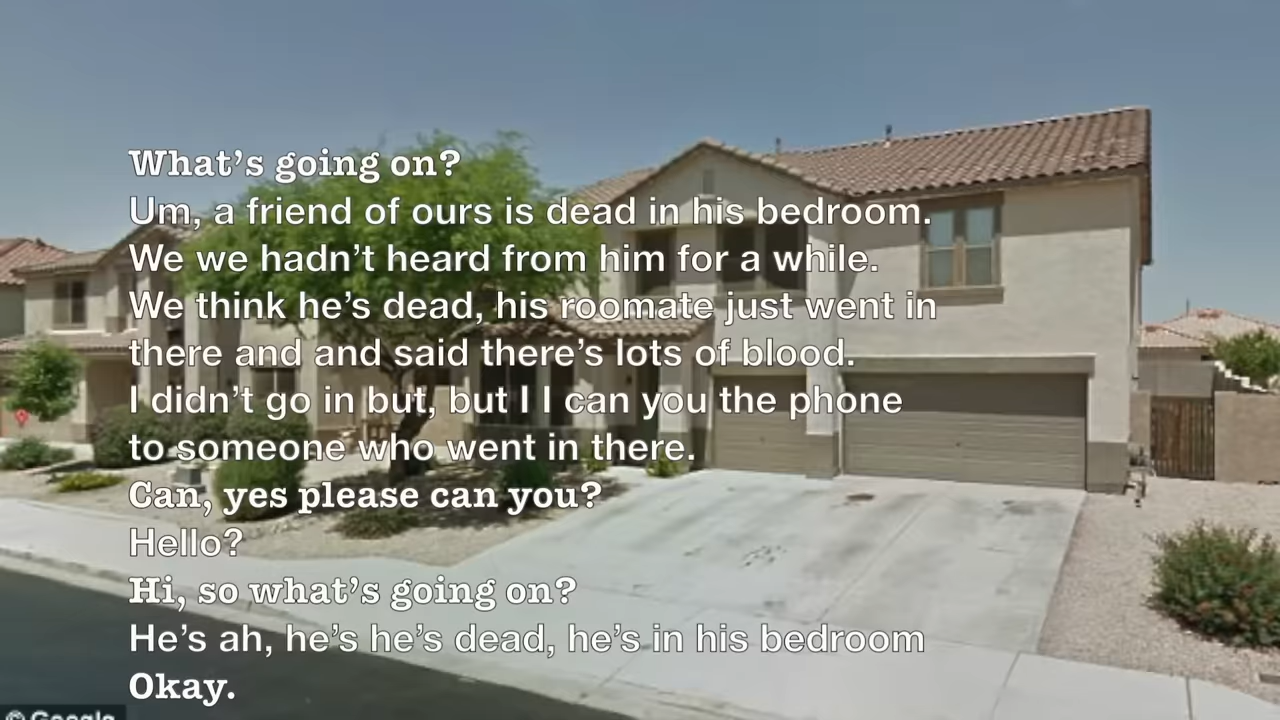 What's going on?
Um, a friend of ours is dead in his bedroom.
We we hadn't heard from him for a while.
We think he's dead, his roomate just went in
there and and said there's lots of blood.
I didn't go in but, but I I can you the phone
to someone who went in there.
Can, yes please can you?
Hello?
Hi, so what's going on?
He's ah, he's he's dead, he's in his bedroom
Okay.
© Google